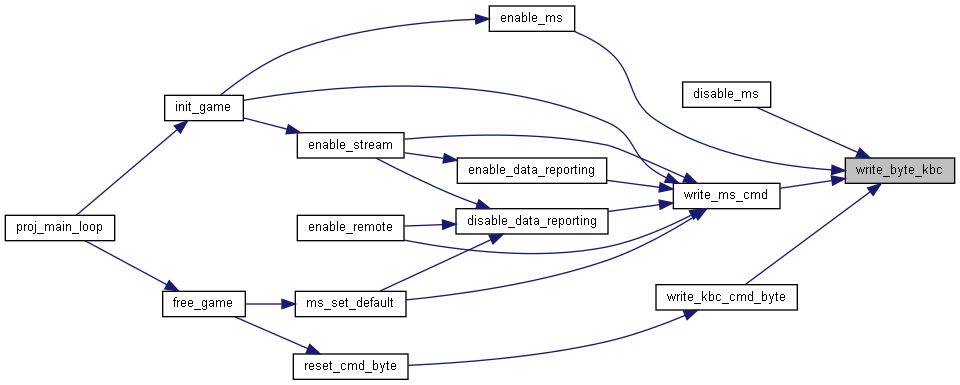 enable_ms
disable_ms
init_game
enable_stream
enable_data_reporting
write_byte_kbc
write_ms_cmd
proj_main_loop
enable_remote
disable_data_reporting
free_game
ms_set_default
write_kbc_cmd_byte
reset_cmd_byte